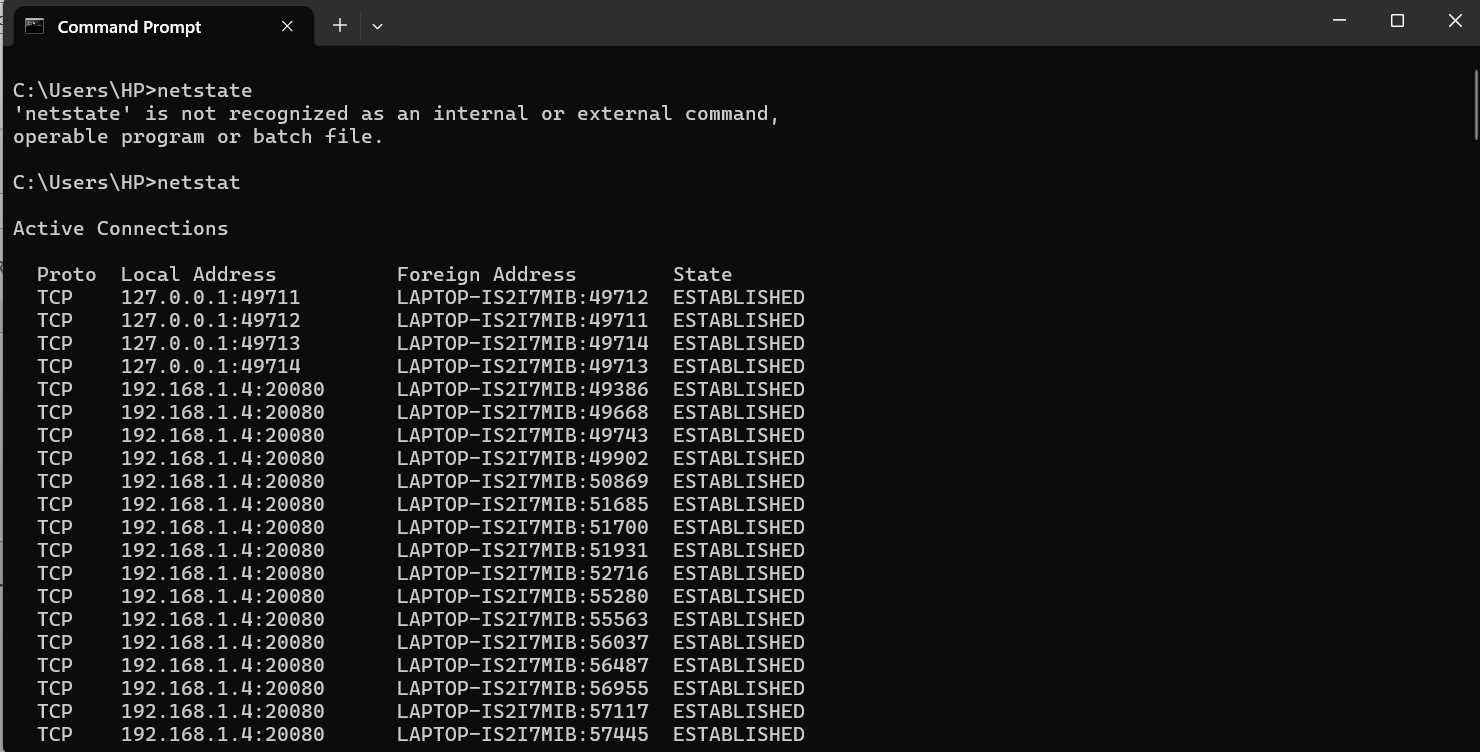 Command Prompt
C:\Users\HP>netstate
'netstate' is not recognized as an internal or external command,
operable program or batch file.
C:\Users\HP>netstat
Active Connections
Proto  Local Address          Foreign Address        State
TCP    127.0.0.1:49711        LAPTOP-IS2I7MIB:49712  ESTABLISHED
TCP    127.0.0.1:49712        LAPTOP-IS2I7MIB:49711  ESTABLISHED
TCP    127.0.0.1:49713        LAPTOP-IS2I7MIB:49714  ESTABLISHED
TCP    127.0.0.1:49714        LAPTOP-IS2I7MIB:49713  ESTABLISHED
TCP    192.168.1.4:20080      LAPTOP-IS2I7MIB:49386  ESTABLISHED
TCP    192.168.1.4:20080      LAPTOP-IS2I7MIB:49668  ESTABLISHED
TCP    192.168.1.4:20080      LAPTOP-IS2I7MIB:49743  ESTABLISHED
TCP    192.168.1.4:20080      LAPTOP-IS2I7MIB:49902  ESTABLISHED
TCP    192.168.1.4:20080      LAPTOP-IS2I7MIB:50869  ESTABLISHED
TCP    192.168.1.4:20080      LAPTOP-IS2I7MIB:51685  ESTABLISHED
TCP    192.168.1.4:20080      LAPTOP-IS2I7MIB:51700  ESTABLISHED
TCP    192.168.1.4:20080      LAPTOP-IS2I7MIB:51931  ESTABLISHED
TCP    192.168.1.4:20080      LAPTOP-IS2I7MIB:52716  ESTABLISHED
TCP    192.168.1.4:20080      LAPTOP-IS2I7MIB:55280  ESTABLISHED
TCP    192.168.1.4:20080      LAPTOP-IS2I7MIB:55563  ESTABLISHED
TCP    192.168.1.4:20080      LAPTOP-IS2I7MIB:56037  ESTABLISHED
TCP    192.168.1.4:20080      LAPTOP-IS2I7MIB:56487  ESTABLISHED
TCP    192.168.1.4:20080      LAPTOP-IS2I7MIB:56955  ESTABLISHED
TCP    192.168.1.4:20080      LAPTOP-IS2I7MIB:57117  ESTABLISHED
TCP    192.168.1.4:20080      LAPTOP-IS2I7MIB:57445  ESTABLISHED